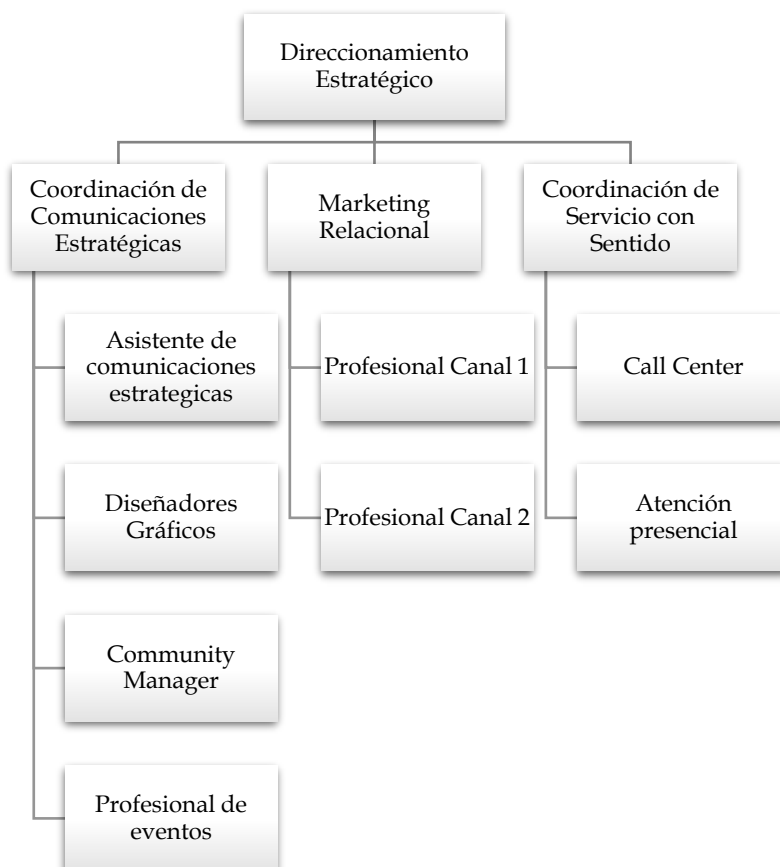 Direccionamiento
Estratégico
Coordinación de
Comunicaciones
Estratégicas
Marketing
Relacional
Coordinación de
Servicio con
Sentido
Asistente de
comunicaciones
estrategicas
Profesional Canal 1
Call Center
Diseñadores
Gráficos
Profesional Canal 2
Atención
presencial
Community
Manager
Profesional de
eventos